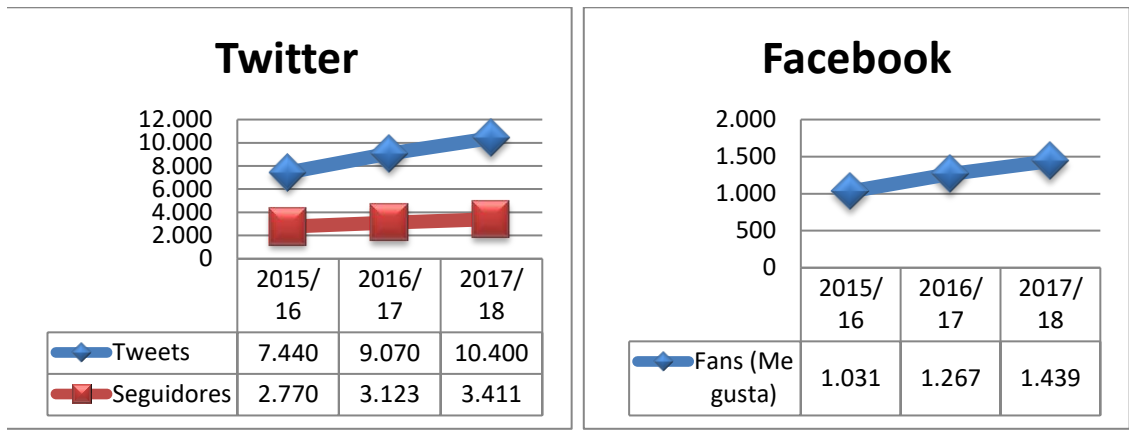 Twitter
12.000
10.000
8.000
6.000
4.000
2.000
0
2015/ 2016/ 2017/
16 17 18
Tweets 7.440 9.070 10.400
Seguidores 2.770 3.123 3.411
Facebook
2.000
1.500
1.000
500
0
2015/ 2016/ 2017/
16 17 18
Fans (Me
gusta) 1.031 1.267 1.439